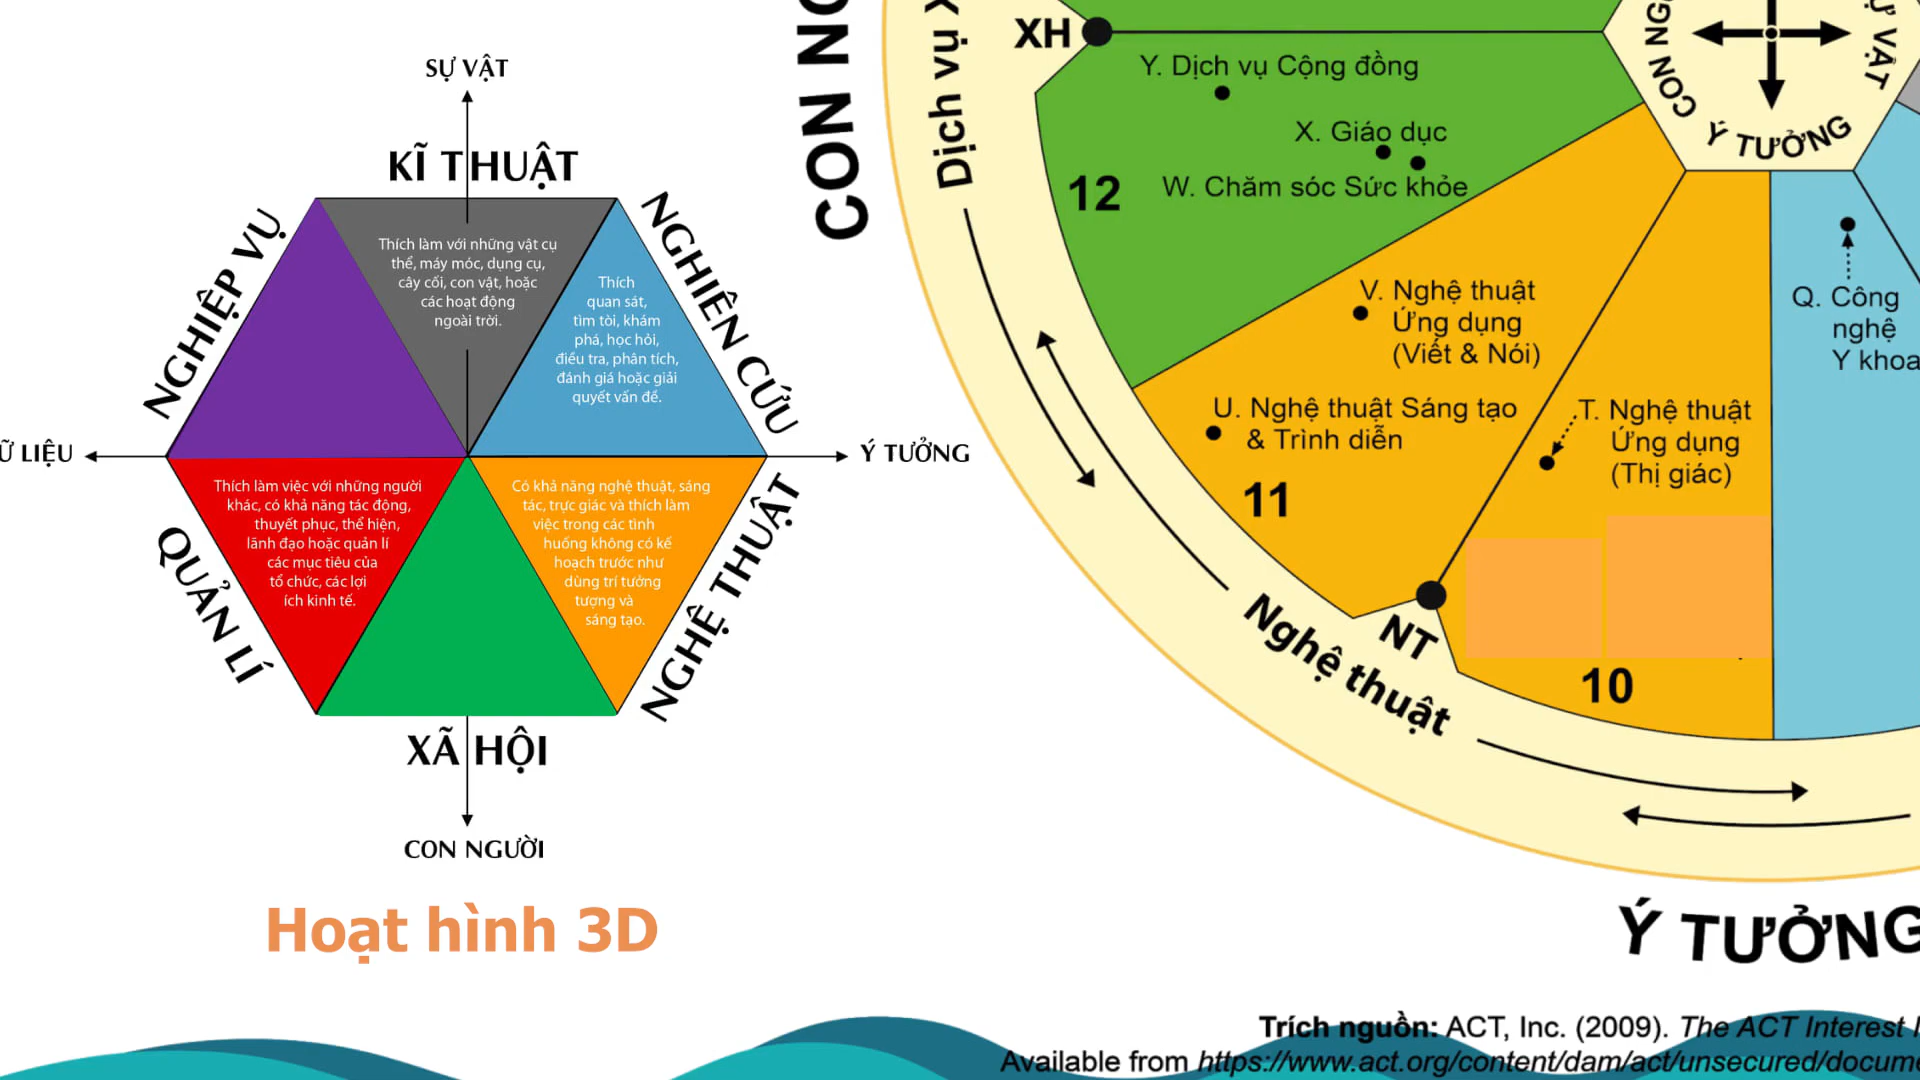 SỰ VẬT
KĨ THUẬT
NGHIỆP VỤ
NGHIÊN CỨU
Thích làm với những vật cụ
thể, máy móc, dụng cụ,
cây cối, con vật, hoặc
các hoạt động
ngoài trời.
Thích
quan sát,
tìm tòi, khám
phá, học hỏi,
điều tra, phân tích,
đánh giá hoặc giải
quyết vấn đề.
Ữ LIỆU
Ý TƯỞNG
Thích làm việc với những người
khác, có khả năng tác động,
thuyết phục, thể hiện,
lãnh đạo hoặc quản lí
các mục tiêu của
tổ chức, các lợi
ích kinh tế.
Có khả năng nghệ thuật, sáng
tác, trực giác và thích làm
việc trong các tình
huống không có kế
hoạch trước như
dùng trí tưởng
tượng và
sáng tạo.
QUẢN LÍ
NGHỆ THUẬT
XÃ HỘI
CON NGƯỜI
Hoạt hình 3D
CON NG
Dịch vụ X
XH
Y. Dịch vụ Cộng đồng
X. Giáo dục
W. Chăm sóc Sức khỏe
12
CON NG
Ý TƯỞNG
Ự VẬT
V. Nghệ thuật
Ứng dụng
(Viết & Nói)
U. Nghệ thuật Sáng tạo
& Trình diễn
11
T. Nghệ thuật
Ứng dụng
(Thị giác)
Q. Công
nghệ
Y khoa
NT
10
Nghệ thuật
Ý TƯỞNG
Trích nguồn: ACT, Inc. (2009). The ACT Interest I
Available from https://www.act.org/content/dam/act/unsecured/docume